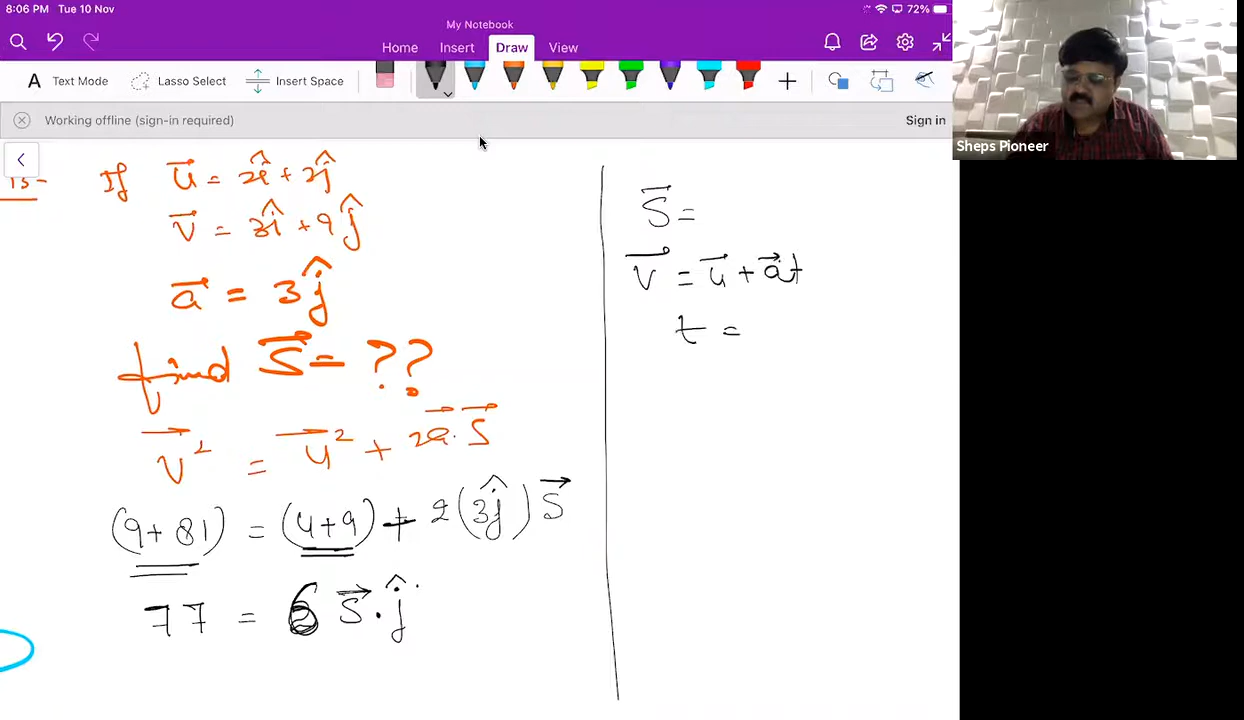 8:06 PM Tue 10 Nov
72%
My Notebook
Home Insert Draw View
A Text Mode Lasso Select Insert Space
Working offline (sign-in required) Sign in
Sheps Pioneer
15- If u⃗ = 2î + 2ĵ
v⃗ = 3î + 9ĵ
a⃗ = 3ĵ
find S⃗ = ??
v⃗² = u⃗² + 2a⃗.S⃗
(9+81) = (4+9) + 2(3ĵ)S⃗
77 = 6 S⃗.ĵ
S⃗ =
v⃗ = u⃗ + a⃗t
t =